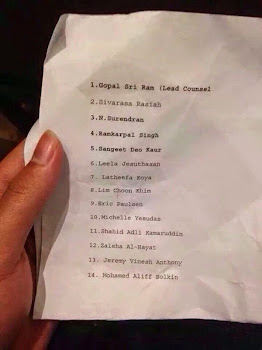 1.Gopal Sri Ram (Lead Counsel
2.Sivarasa Rasiah
3.N.Surendran
4.Ramkarpal Singh
5.Sangeet Deo Kaur
6.Leela Jesuthasan
7. Latheefa Koya
8.Lim Choon Khim
9.Eric Paulsen
10.Michelle Yesudas
11.Shahid Adli Kamaruddin
12.Zaleha Al-Hayat
13. Jeremy Vinesh Anthony
14. Mohamed Aliff Bolkin